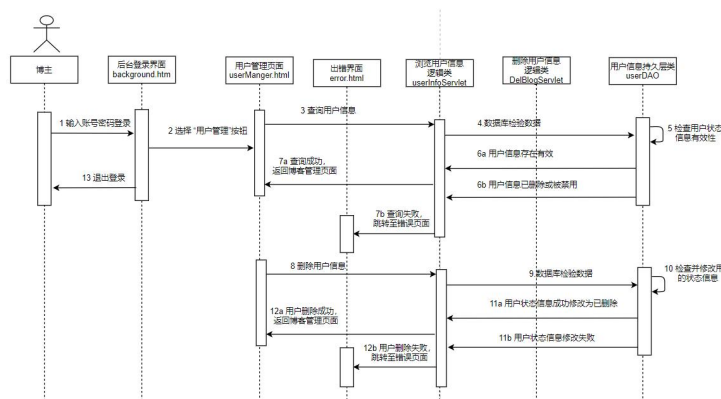 博主
后台登录界面
background.htm
用户管理页面
userManger.html
出错界面
error.html
浏览用户信息
逻辑类
userInfoServlet
删除用户信息
逻辑类
DelBlogServlet
用户信息持久层类
userDAO
1 输入账号密码登录
2 选择 “用户管理”按钮
3 查询用户信息
4 数据库检验数据
5 检查用户状态
信息有效性
6a 用户信息存在有效
7a 查询成功，
返回博客管理页面
6b 用户信息已删除或被禁用
13 退出登录
7b 查询失败，
跳转至错误页面
8 删除用户信息
9 数据库检验数据
10 检查并修改用
的状态信息
11a 用户状态信息成功修改为已删除
12a 用户删除成功，
返回博客管理页面
11b 用户状态信息修改失败
12b 用户删除失败，
跳转至错误页面